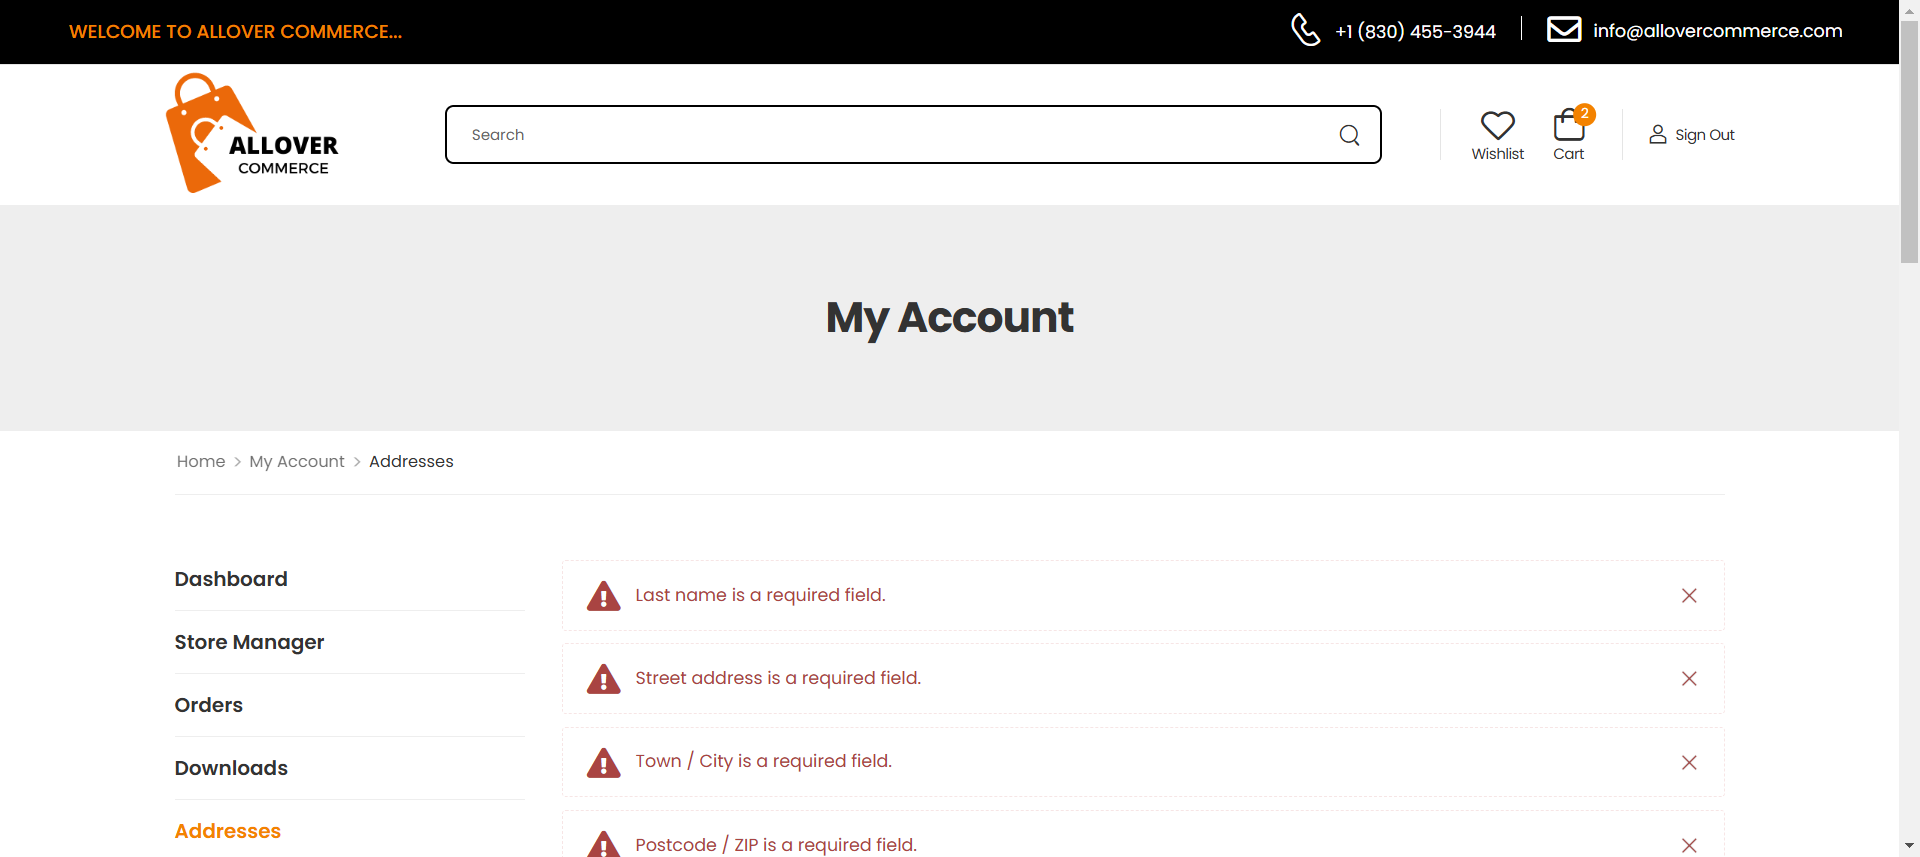 WELCOME TO ALLOVER COMMERCE...
+1 (830) 455-3944
info@allovercommerce.com
ALLOVER
COMMERCE
Search
Wishlist
2
Cart
Sign Out
My Account
Home > My Account > Addresses
Dashboard
Store Manager
Orders
Downloads
Addresses
Last name is a required field.
Street address is a required field.
Town / City is a required field.
Postcode / ZIP is a required field.